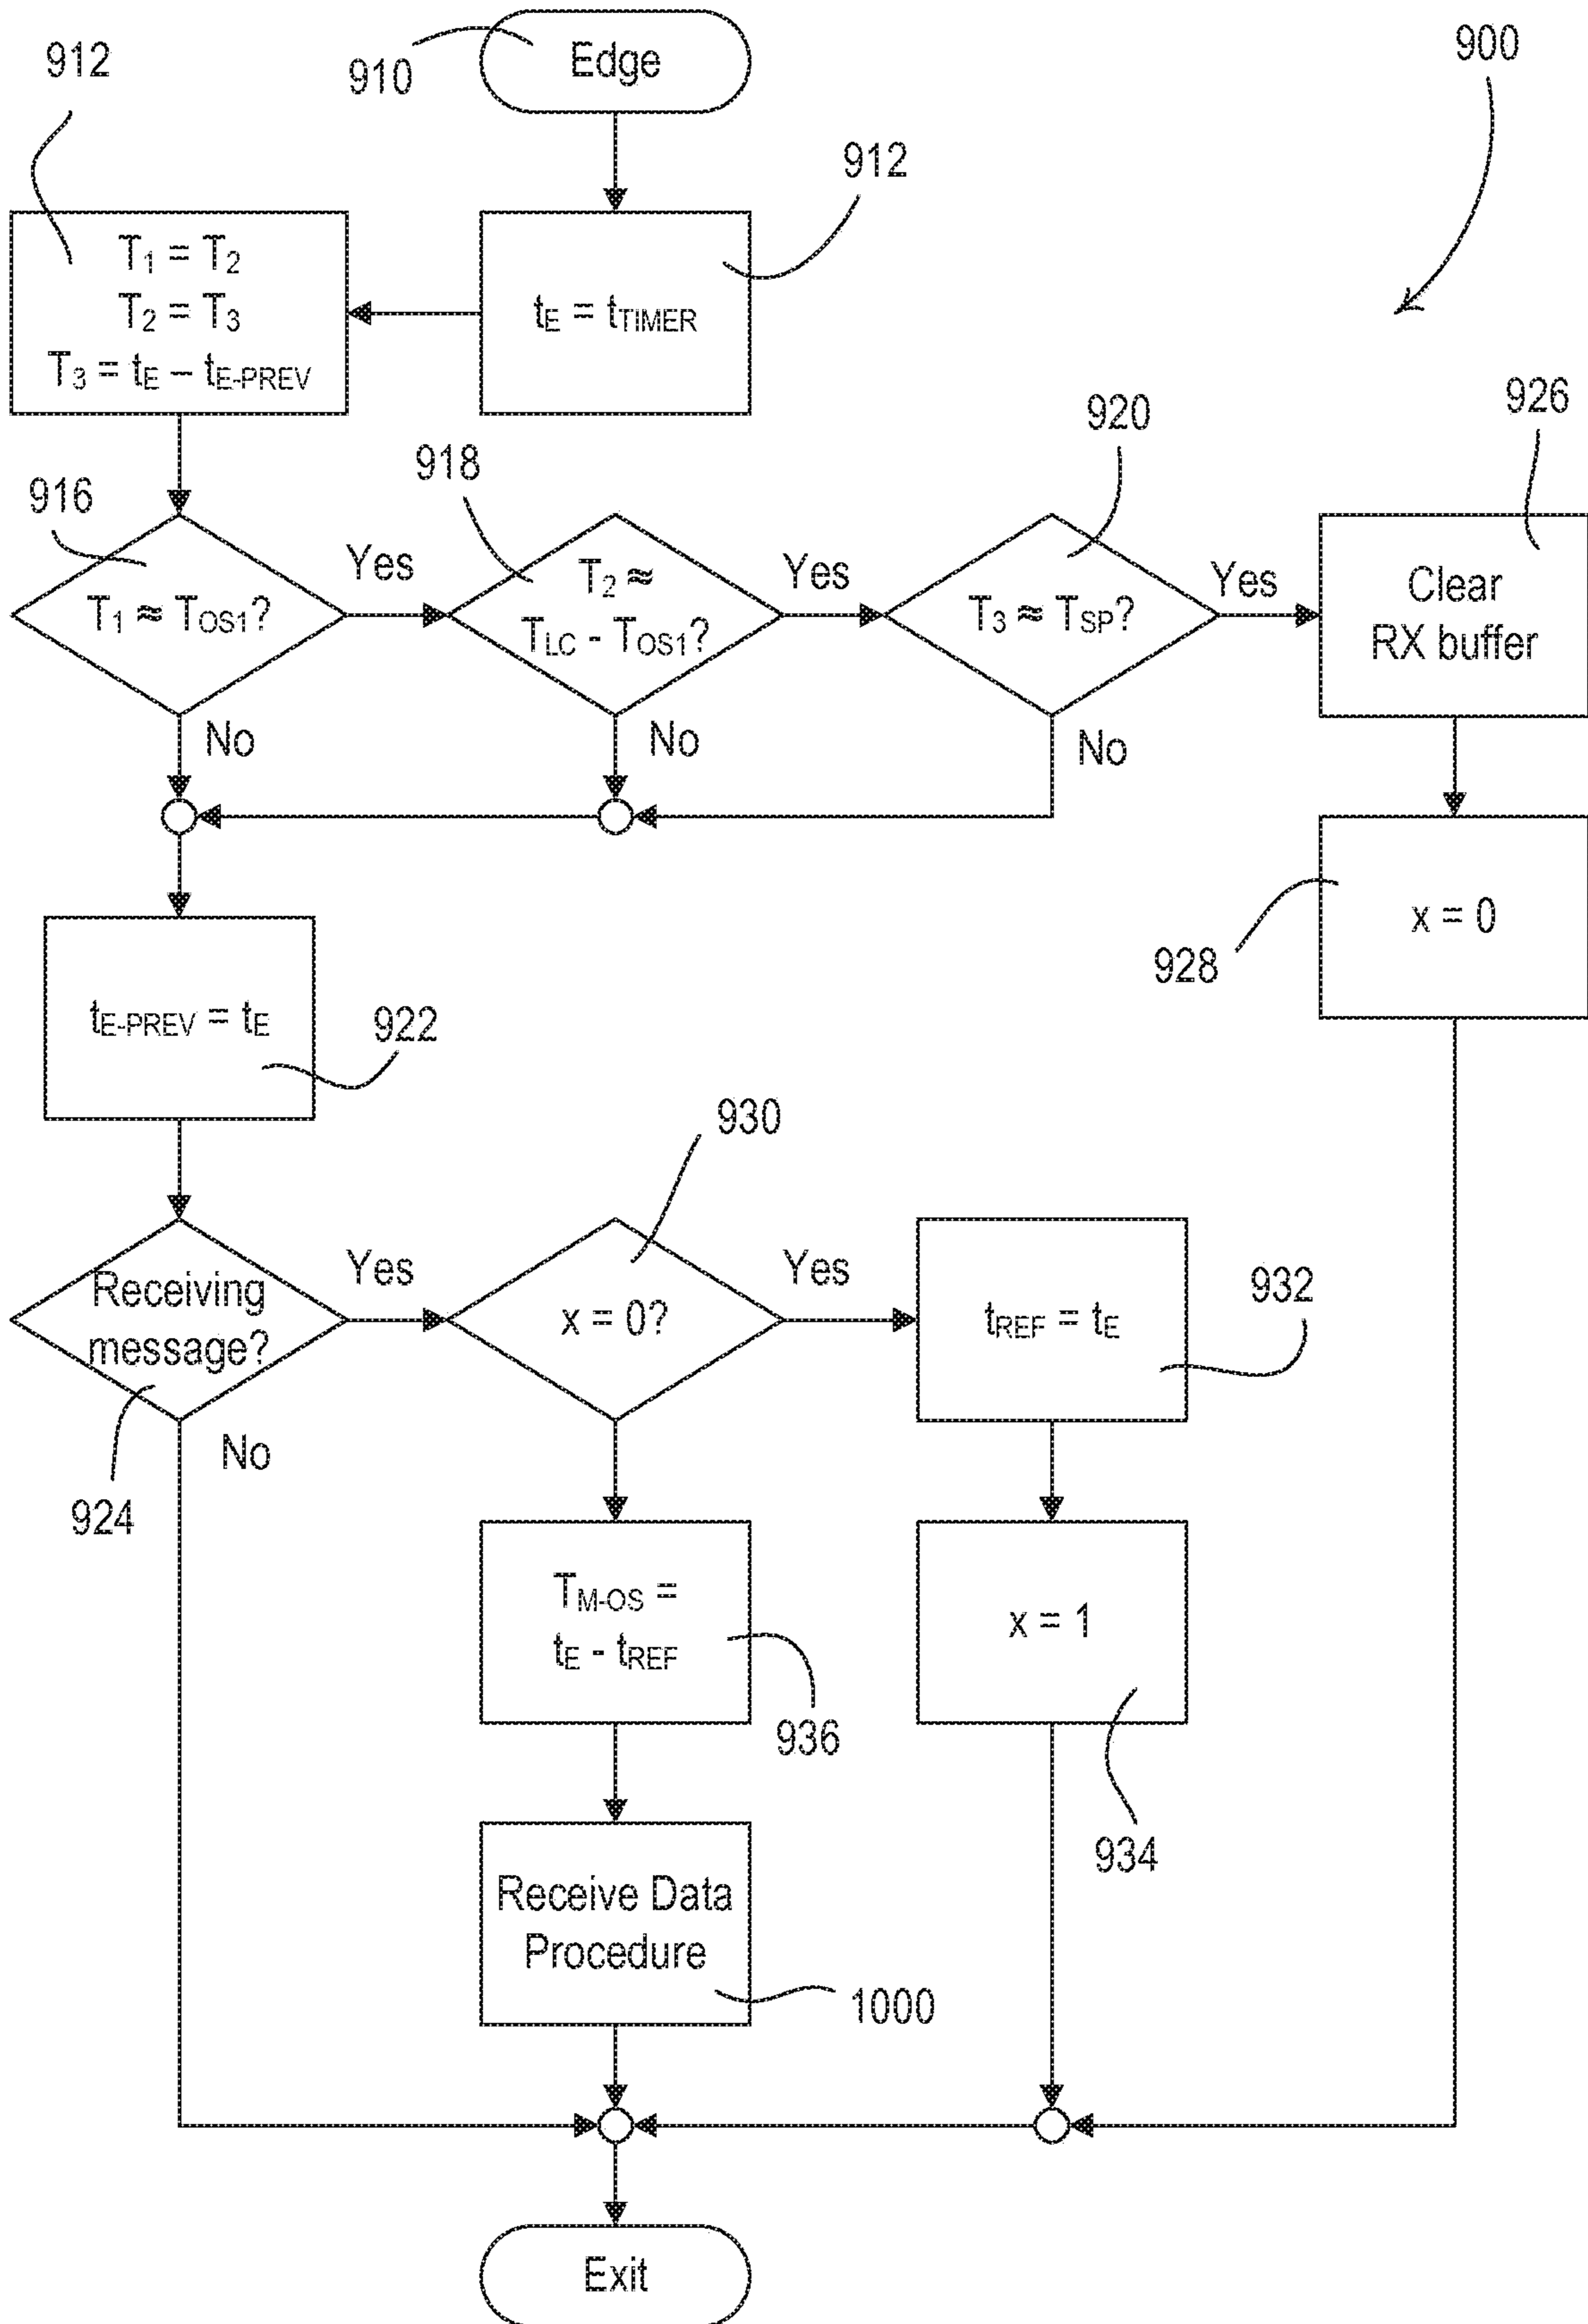 910
Edge
900
912
912
T₁ = T₂
T₂ = T₃
T₃ = tE – tE-PREV
tE = tTIMER
926
920
918
916
T₁ ≈ TOS1?
Yes
T₂ ≈
TLC - TOS1?
Yes
T₃ ≈ TSP?
Yes
Clear
RX buffer
No
No
No
928
x = 0
tE-PREV = tE
922
930
Receiving
message?
Yes
x = 0?
Yes
tREF = tE
932
924
No
TM-OS =
tE - tREF
936
x = 1
934
Receive Data
Procedure
1000
Exit